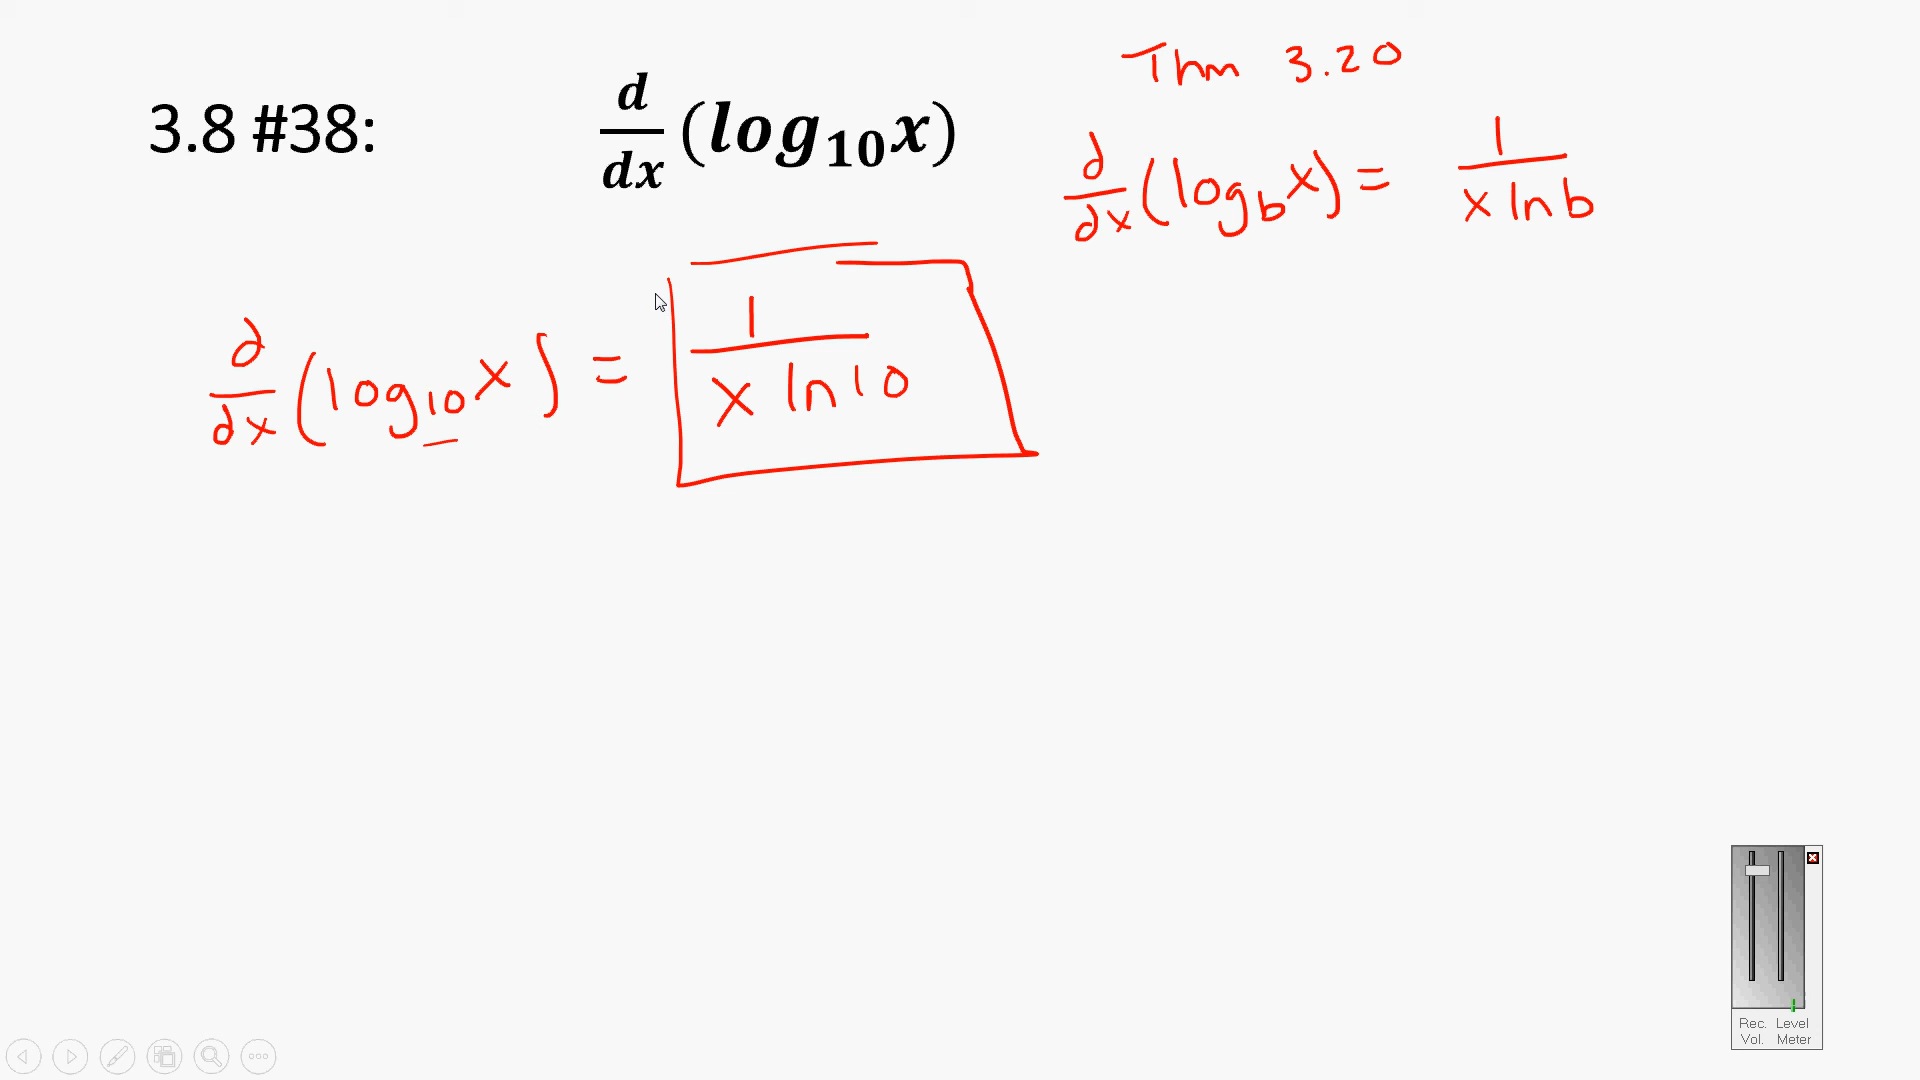 Thm 3.20
3.8 #38: d/dx (log₁₀x)
d/dx (log_b x) = 1/(x ln b)
d/dx (log₁₀ x) = 1/(x ln 10)
Rec. Level
Vol. Meter